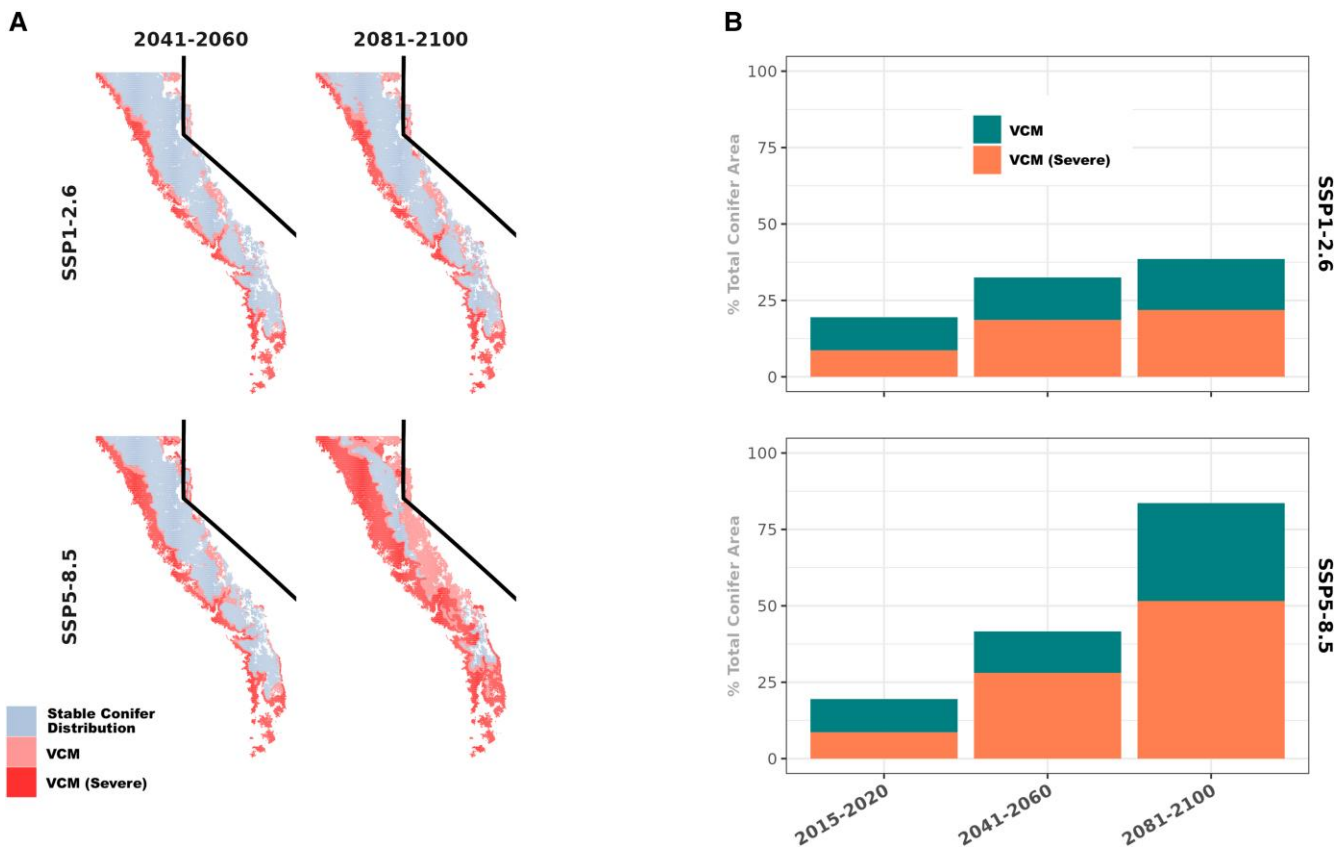 A
2041-2060
2081-2100
SSP1-2.6
SSP5-8.5
Stable Conifer
Distribution
VCM
VCM (Severe)
B
100
75
50
25
0
% Total Conifer Area
VCM
VCM (Severe)
SSP1-2.6
100
75
50
25
0
% Total Conifer Area
SSP5-8.5
2015-2020
2041-2060
2081-2100